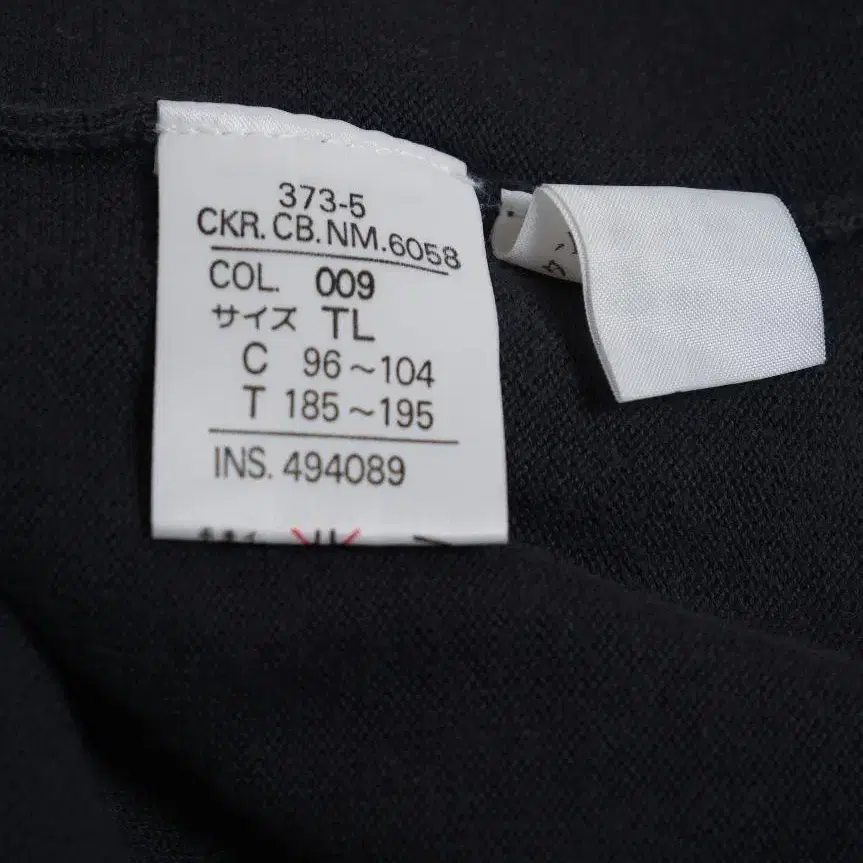 373-5
CKR. CB. NM. 6058
COL. 009
サイズ TL
C 96～104
T 185～195
INS. 494089